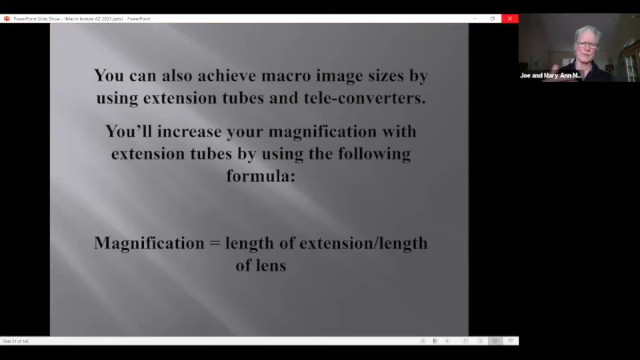 PowerPoint Slide Show - [Macro lecture AZ 2021.pptx] - PowerPoint
Joe and Mary Ann M...
You can also achieve macro image sizes by
using extension tubes and tele-converters.
You'll increase your magnification with
extension tubes by using the following
formula:
Magnification = length of extension/length
of lens